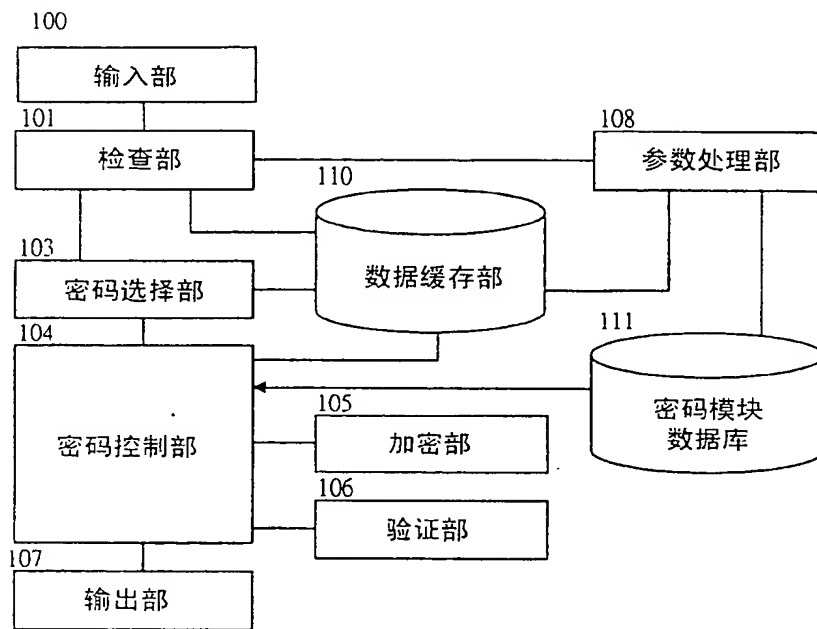 100
输入部
101
检查部
108
参数处理部
110
数据缓存部
103
密码选择部
104
密码控制部
111
密码模块
数据库
105
加密部
106
验证部
107
输出部